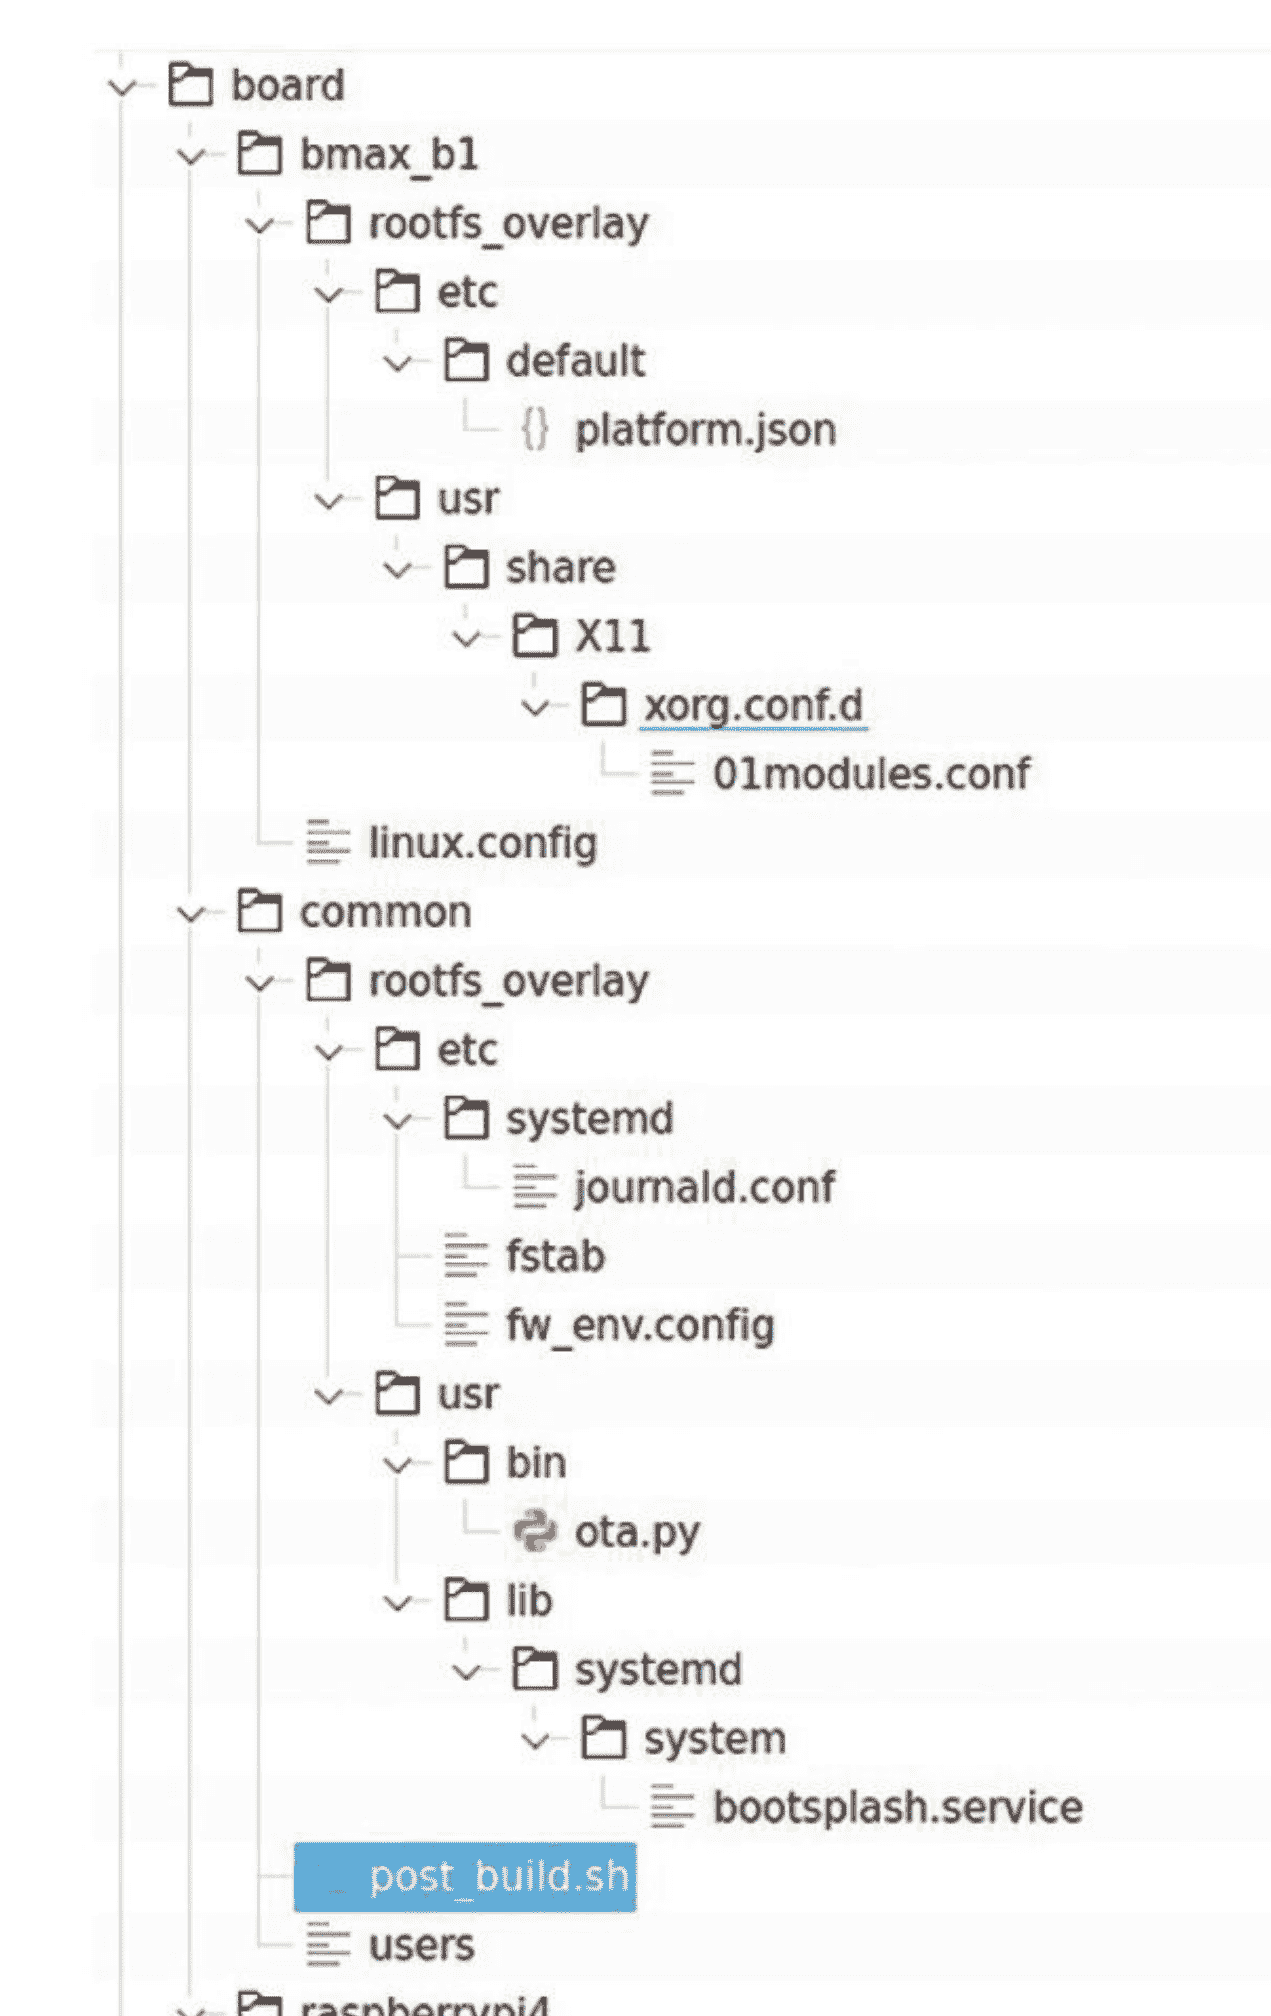 board
bmax_b1
rootfs_overlay
etc
default
{} platform.json
usr
share
X11
xorg.conf.d
01modules.conf
linux.config
common
rootfs_overlay
etc
systemd
journald.conf
fstab
fw_env.config
usr
bin
ota.py
lib
systemd
system
bootsplash.service
post_build.sh
users
raspberrypi4